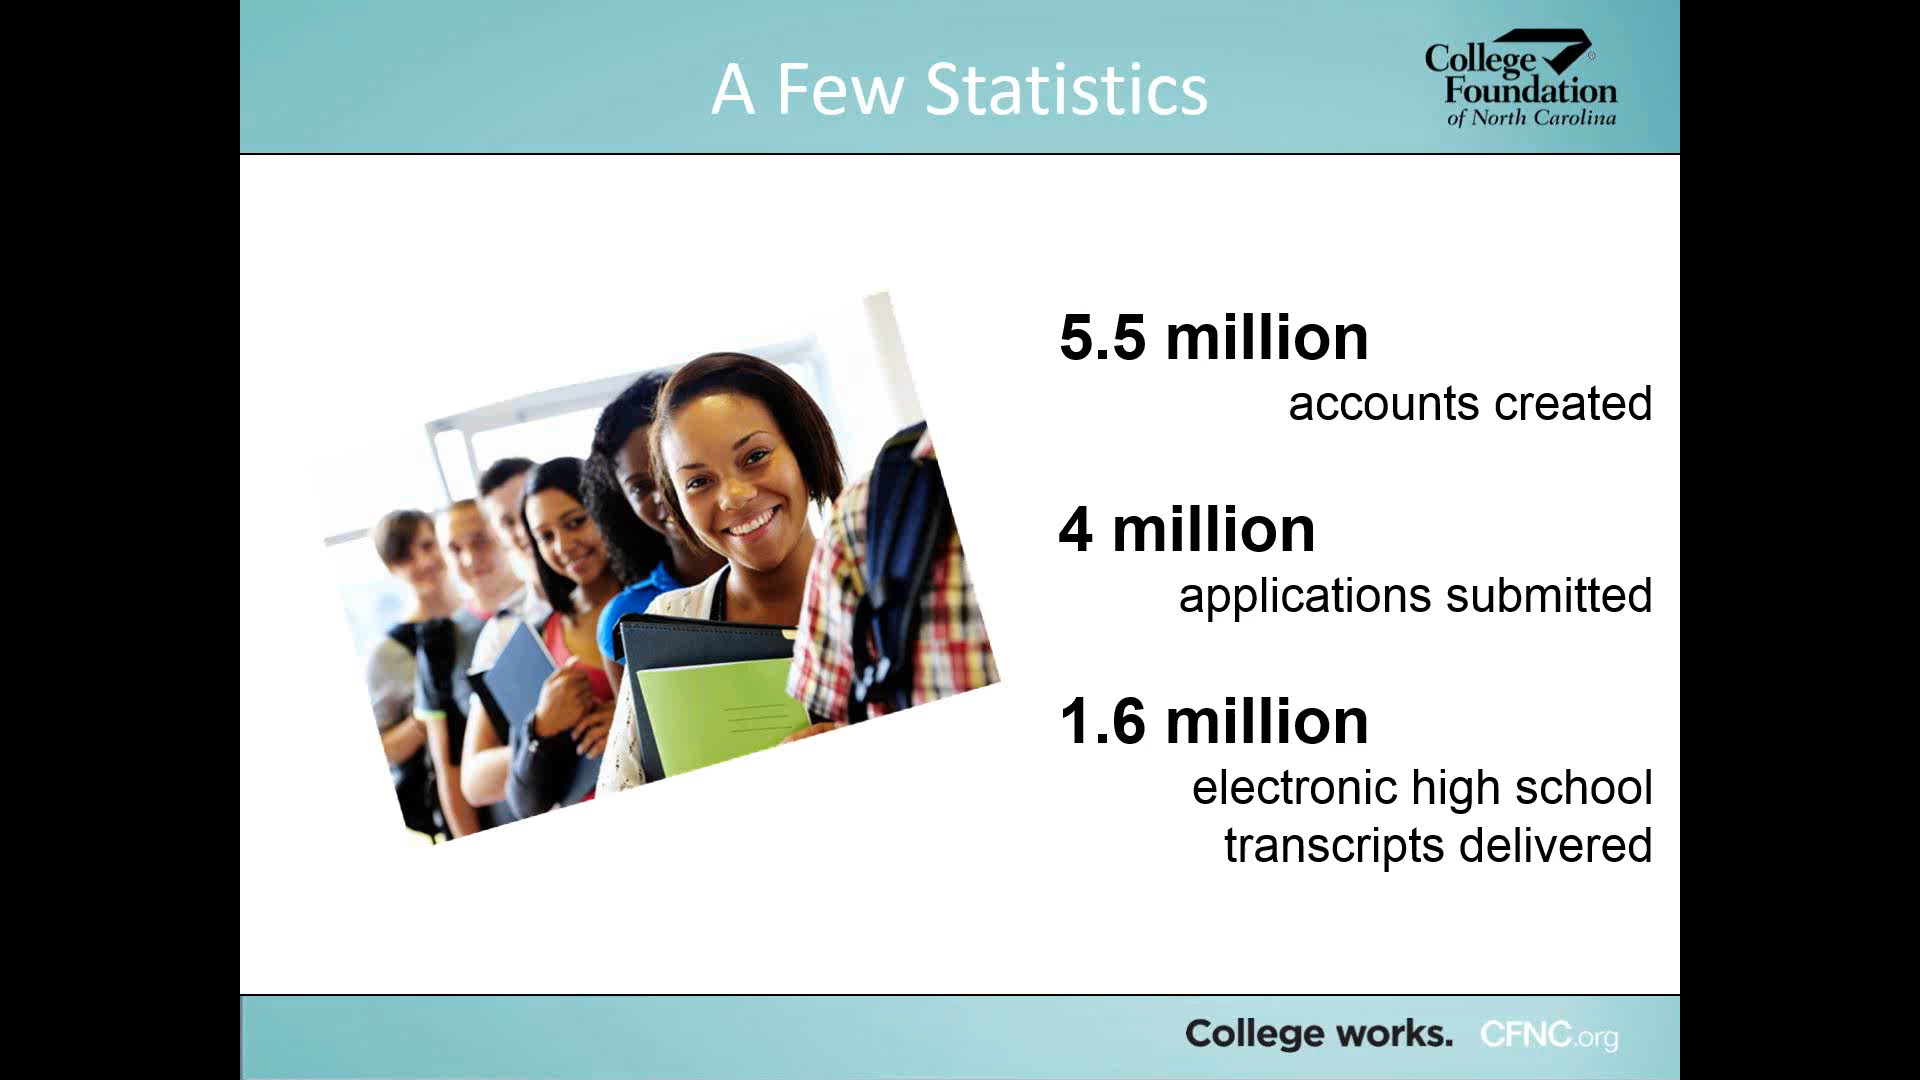 A Few Statistics
College
Foundation
of North Carolina
5.5 million
accounts created
4 million
applications submitted
1.6 million
electronic high school
transcripts delivered
College works. CFNC.org